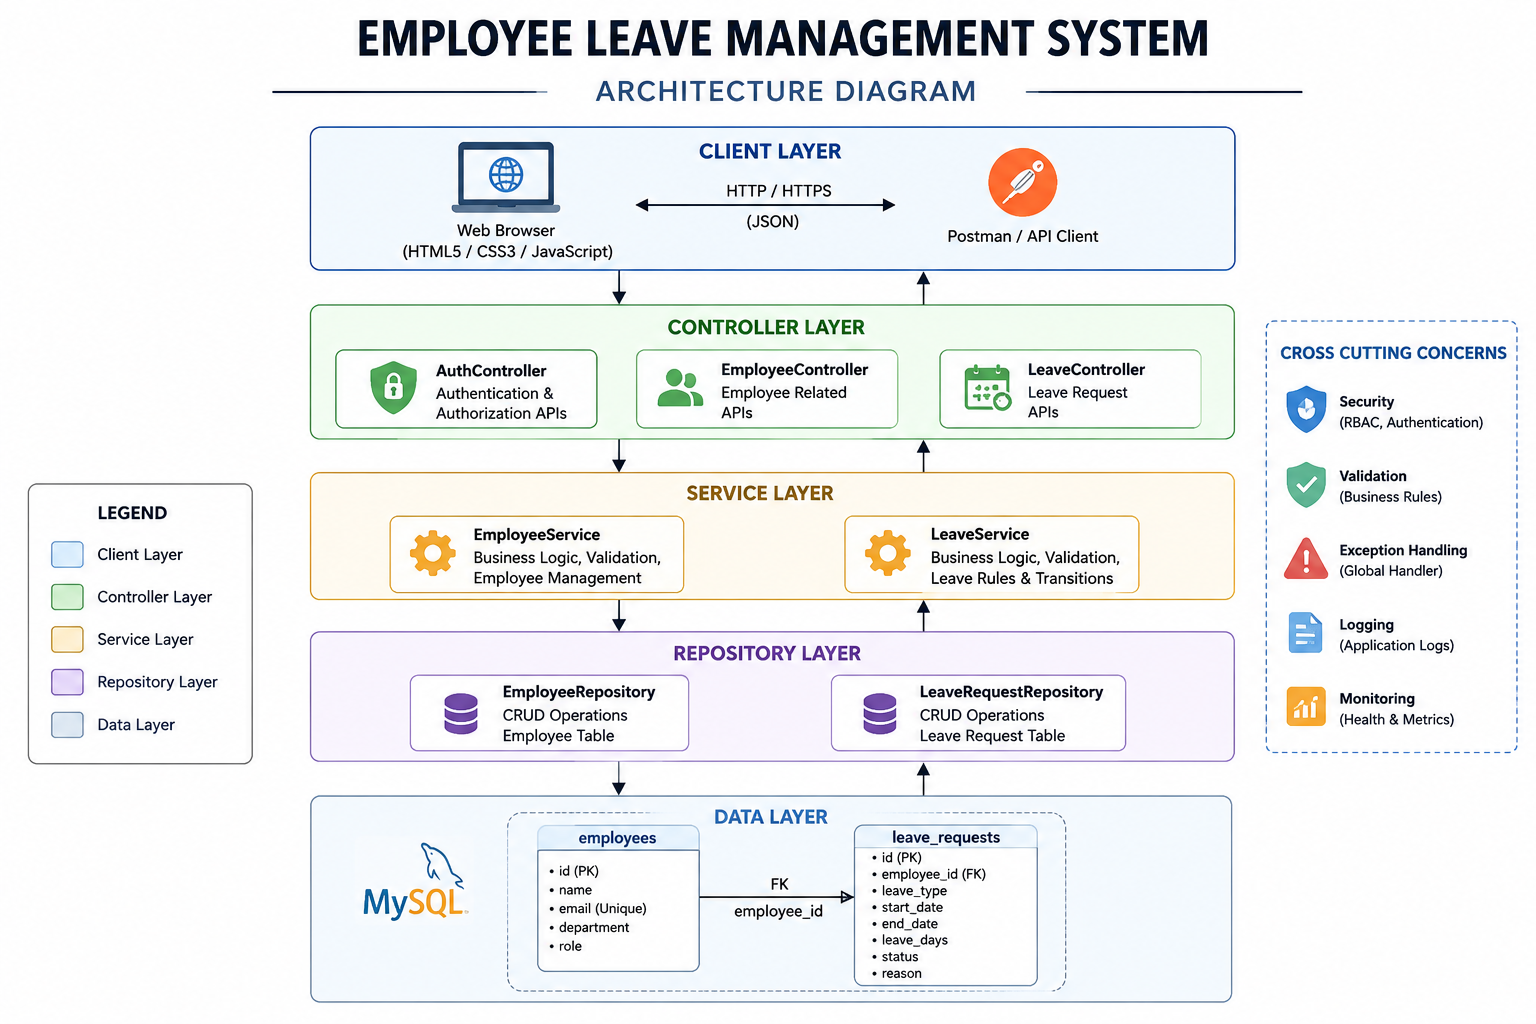 EMPLOYEE LEAVE MANAGEMENT SYSTEM
ARCHITECTURE DIAGRAM
CLIENT LAYER
Web Browser
(HTML5 / CSS3 / JavaScript)
HTTP / HTTPS
(JSON)
Postman / API Client
CONTROLLER LAYER
AuthController
Authentication &
Authorization APIs
EmployeeController
Employee Related
APIs
LeaveController
Leave Request
APIs
SERVICE LAYER
EmployeeService
Business Logic, Validation,
Employee Management
LeaveService
Business Logic, Validation,
Leave Rules & Transitions
REPOSITORY LAYER
EmployeeRepository
CRUD Operations
Employee Table
LeaveRequestRepository
CRUD Operations
Leave Request Table
DATA LAYER
MySQL
employees
• id (PK)
• name
• email (Unique)
• department
• role
FK
employee_id
leave_requests
• id (PK)
• employee_id (FK)
• leave_type
• start_date
• end_date
• leave_days
• status
• reason
LEGEND
Client Layer
Controller Layer
Service Layer
Repository Layer
Data Layer
CROSS CUTTING CONCERNS
Security
(RBAC, Authentication)
Validation
(Business Rules)
Exception Handling
(Global Handler)
Logging
(Application Logs)
Monitoring
(Health & Metrics)